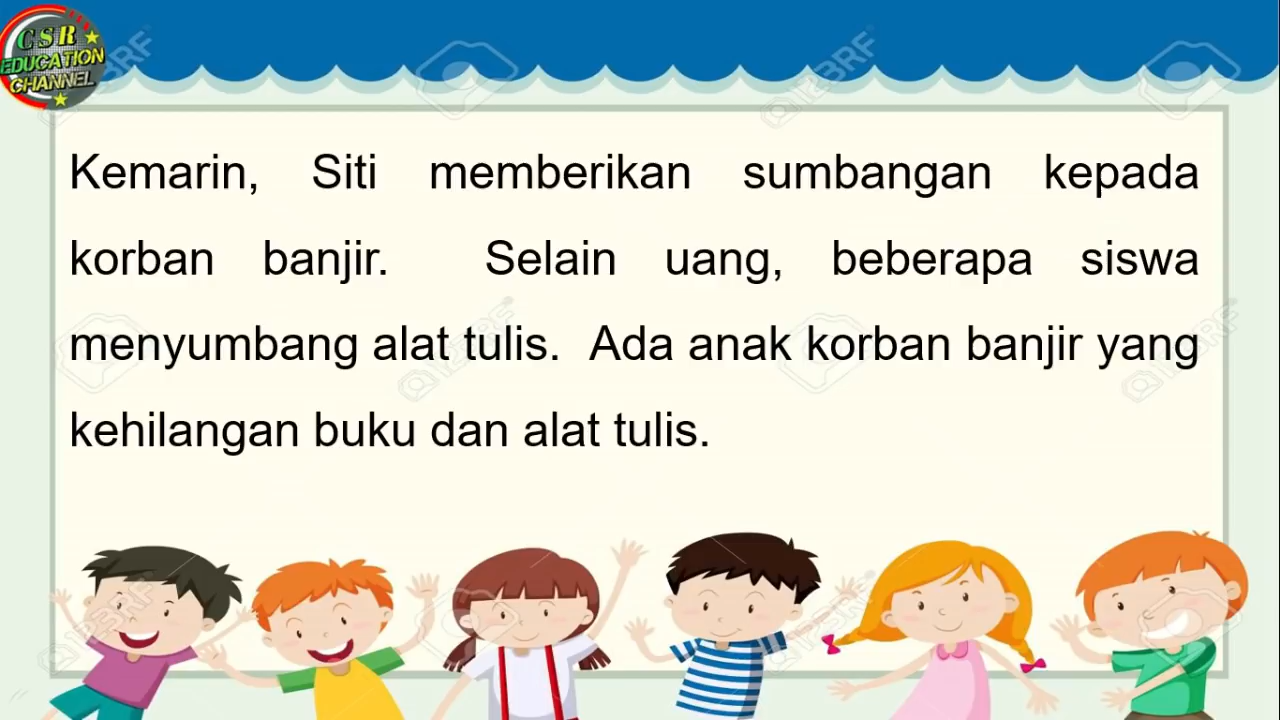 CSR
EDUCATION
CHANNEL
Kemarin, Siti memberikan sumbangan kepada
korban banjir. Selain uang, beberapa siswa
menyumbang alat tulis. Ada anak korban banjir yang
kehilangan buku dan alat tulis.